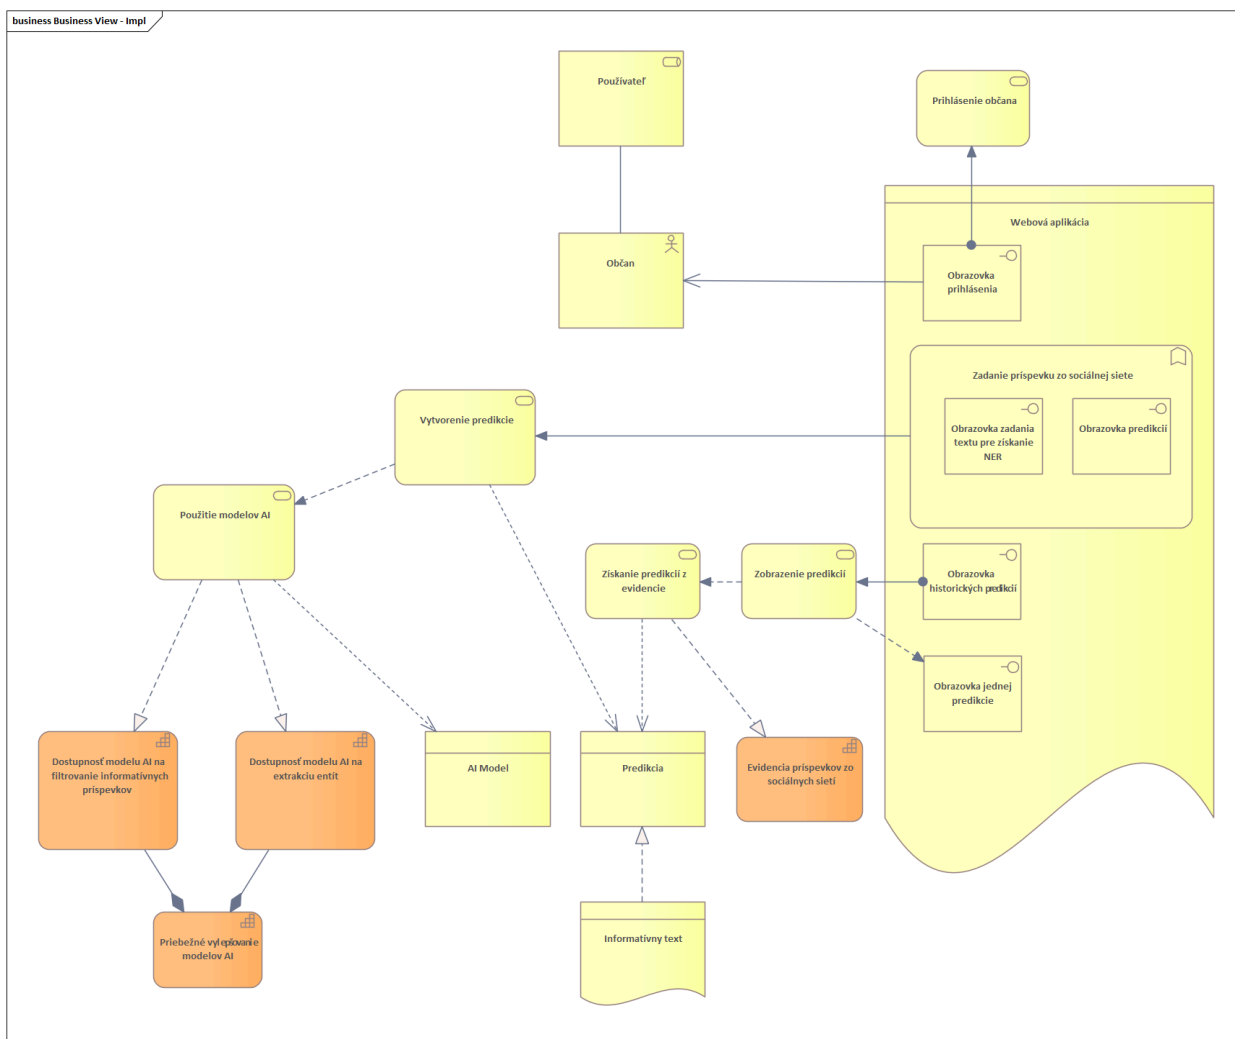 business Business View - Impl
Používateľ
Prihlásenie občana
Webová aplikácia
Občan
Obrazovka
prihlásenia
Zadanie príspevku zo sociálnej siete
Obrazovka zadania
textu pre získanie
NER
Obrazovka predikcií
Vytvorenie predikcie
Použitie modelov AI
Získanie predikcií z
evidencie
Zobrazenie predikcií
Obrazovka
historických predikcií
Obrazovka jednej
predikcie
Dostupnosť modelu AI na
filtrovanie informatívnych
príspevkov
Dostupnosť modelu AI na
extrakciu entít
AI Model
Predikcia
Evidencia príspevkov zo
sociálnych sietí
Priebežné vylepšovanie
modelov AI
Informatívny text